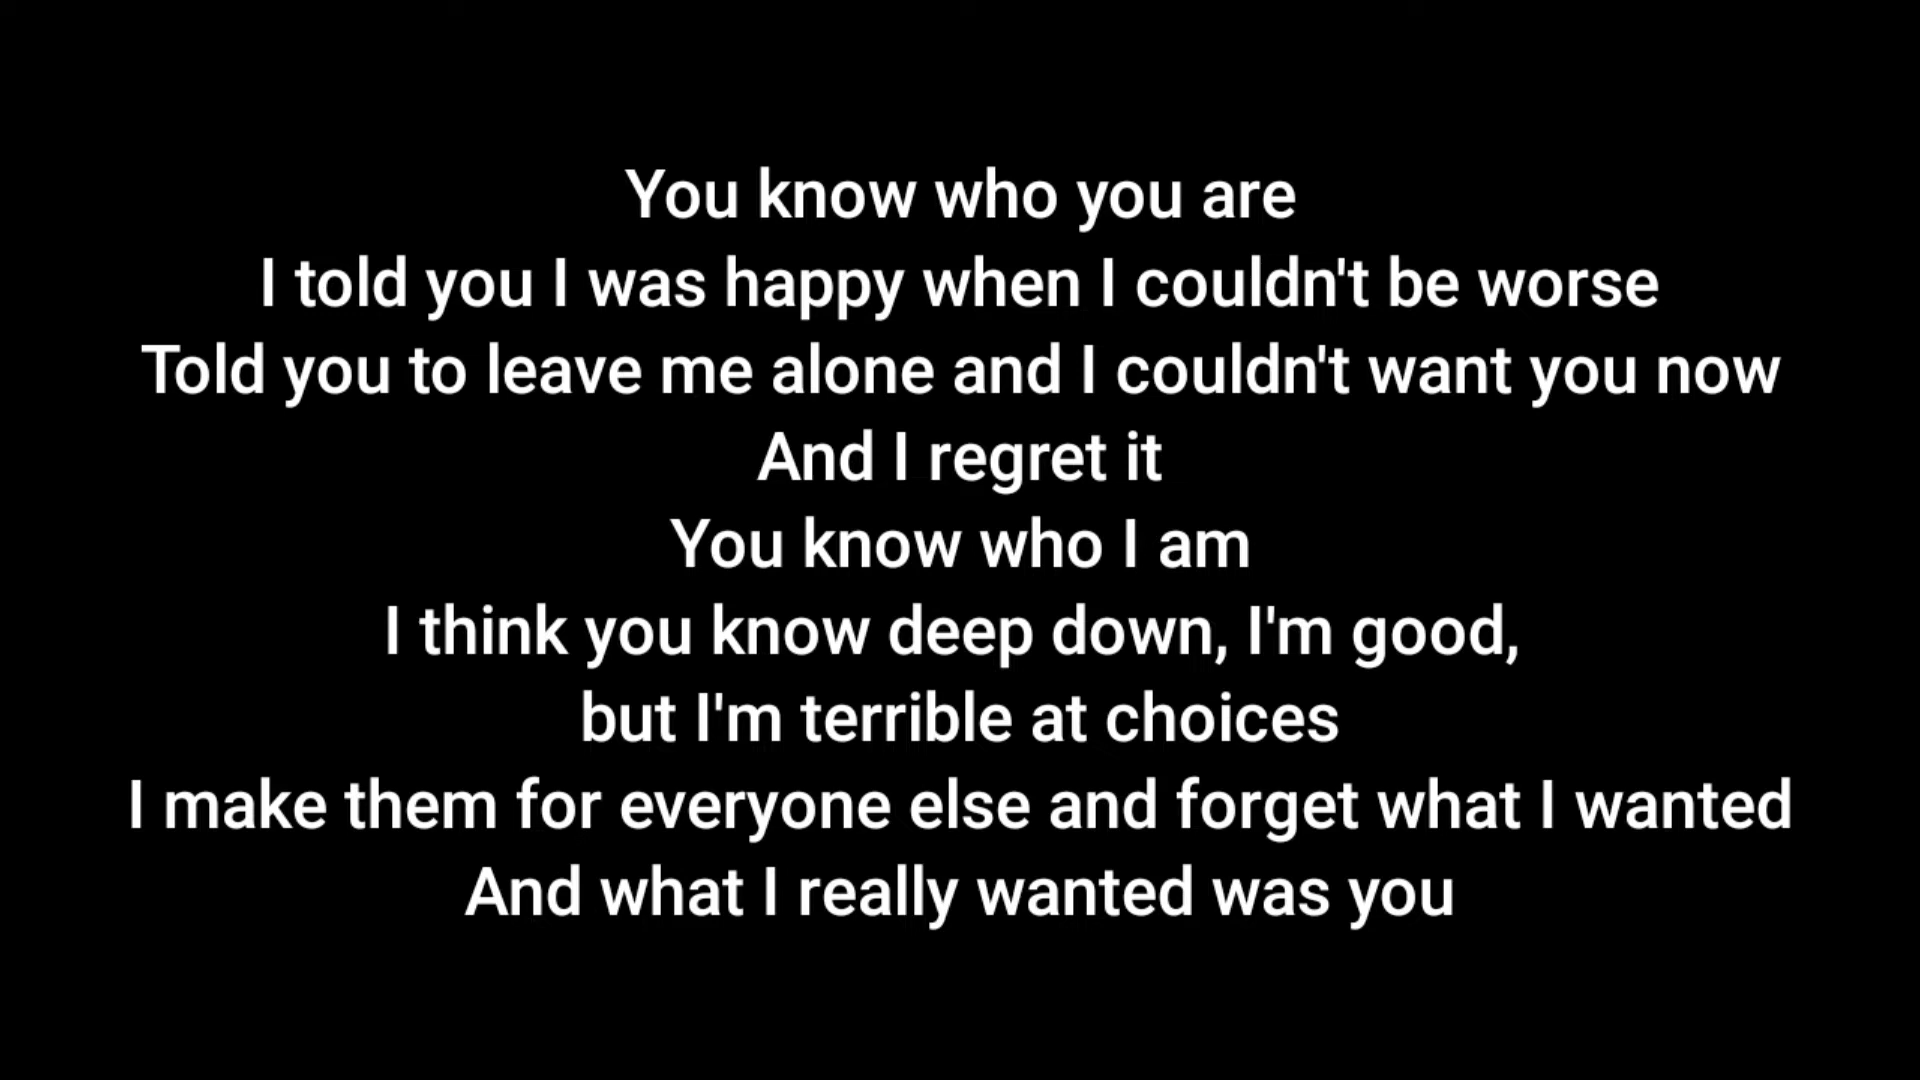 You know who you are
I told you I was happy when I couldn't be worse
Told you to leave me alone and I couldn't want you now
And I regret it
You know who I am
I think you know deep down, I'm good,
but I'm terrible at choices
I make them for everyone else and forget what I wanted
And what I really wanted was you